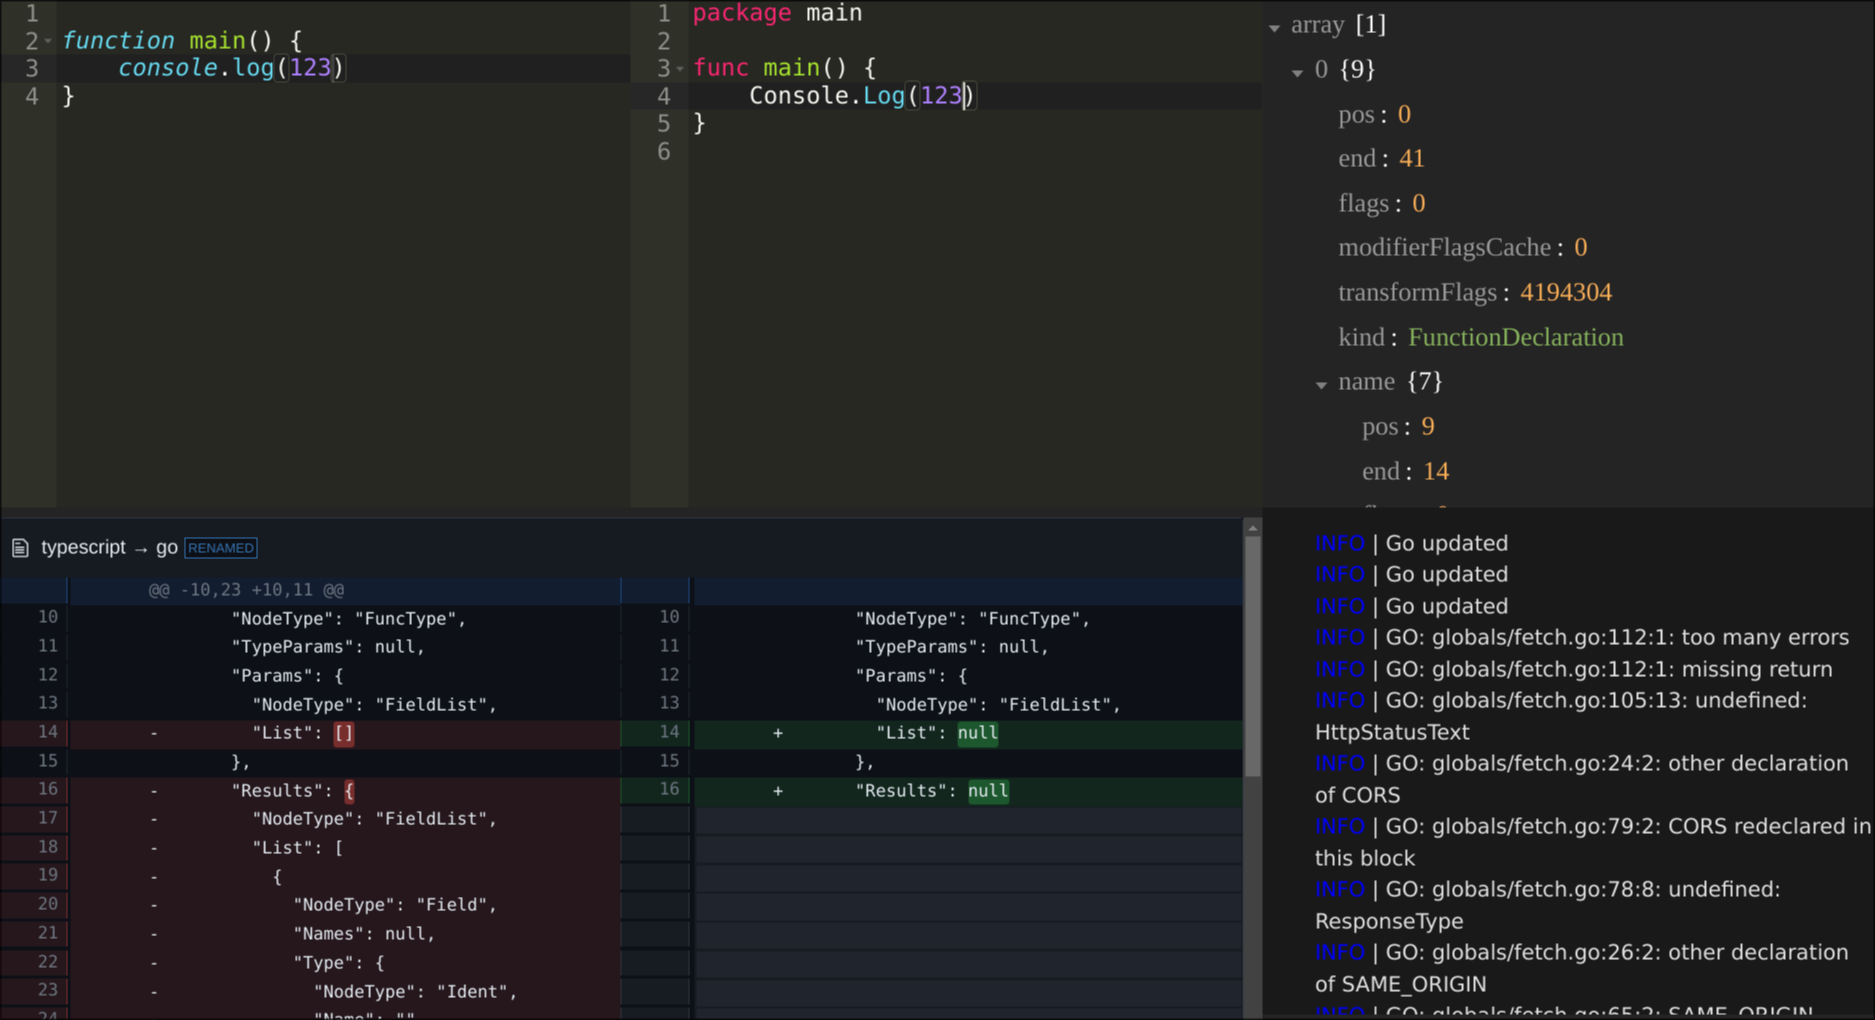 1
2 function main() {
3 console.log(123)
4 }
1 package main
2
3 func main() {
4 Console.Log(123)
5 }
6
array [1]
0 {9}
pos : 0
end : 41
flags : 0
modifierFlagsCache : 0
transformFlags : 4194304
kind : FunctionDeclaration
name {7}
pos : 9
end : 14
typescript → go RENAMED
@@ -10,23 +10,11 @@
10 "NodeType": "FuncType",
11 "TypeParams": null,
12 "Params": {
13 "NodeType": "FieldList",
14 - "List": []
15 },
16 - "Results": {
17 - "NodeType": "FieldList",
18 - "List": [
19 - {
20 - "NodeType": "Field",
21 - "Names": null,
22 - "Type": {
23 - "NodeType": "Ident",
24 "Name": ""
10 "NodeType": "FuncType",
11 "TypeParams": null,
12 "Params": {
13 "NodeType": "FieldList",
14 + "List": null
15 },
16 + "Results": null
INFO | Go updated
INFO | Go updated
INFO | Go updated
INFO | GO: globals/fetch.go:112:1: too many errors
INFO | GO: globals/fetch.go:112:1: missing return
INFO | GO: globals/fetch.go:105:13: undefined:
HttpStatusText
INFO | GO: globals/fetch.go:24:2: other declaration
of CORS
INFO | GO: globals/fetch.go:79:2: CORS redeclared in
this block
INFO | GO: globals/fetch.go:78:8: undefined:
ResponseType
INFO | GO: globals/fetch.go:26:2: other declaration
of SAME_ORIGIN
INFO | GO: globals/fetch.go:65:2: SAME_ORIGIN